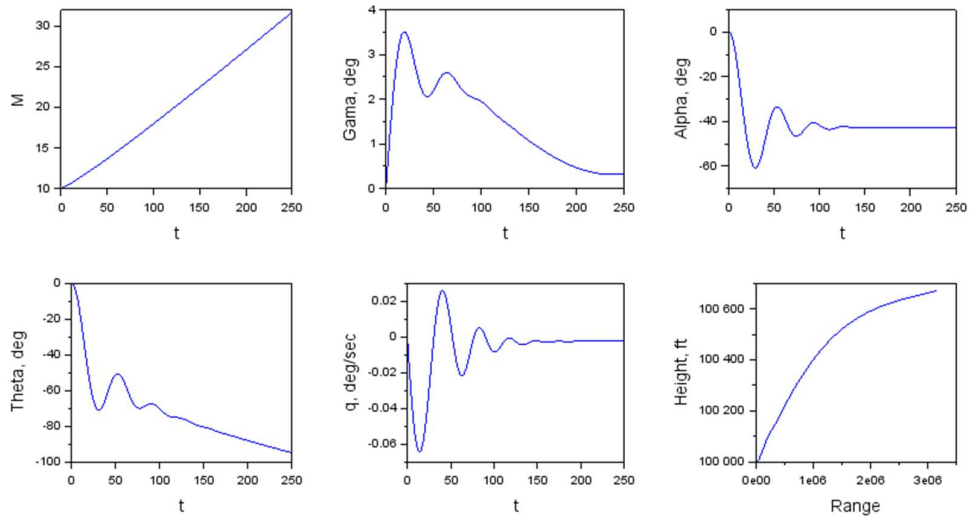 30
25
20
15
10
M
0 50 100 150 200 250
t
4
3
2
1
0
Gama, deg
0 50 100 150 200 250
t
0
-20
-40
-60
Alpha, deg
0 50 100 150 200 250
t
0
-20
-40
-60
-80
-100
Theta, deg
0 50 100 150 200 250
t
0.02
0
-0.02
-0.04
-0.06
q, deg/sec
0 50 100 150 200 250
t
100 600
100 400
100 200
100 000
Height, ft
0e00 1e06 2e06 3e06
Range